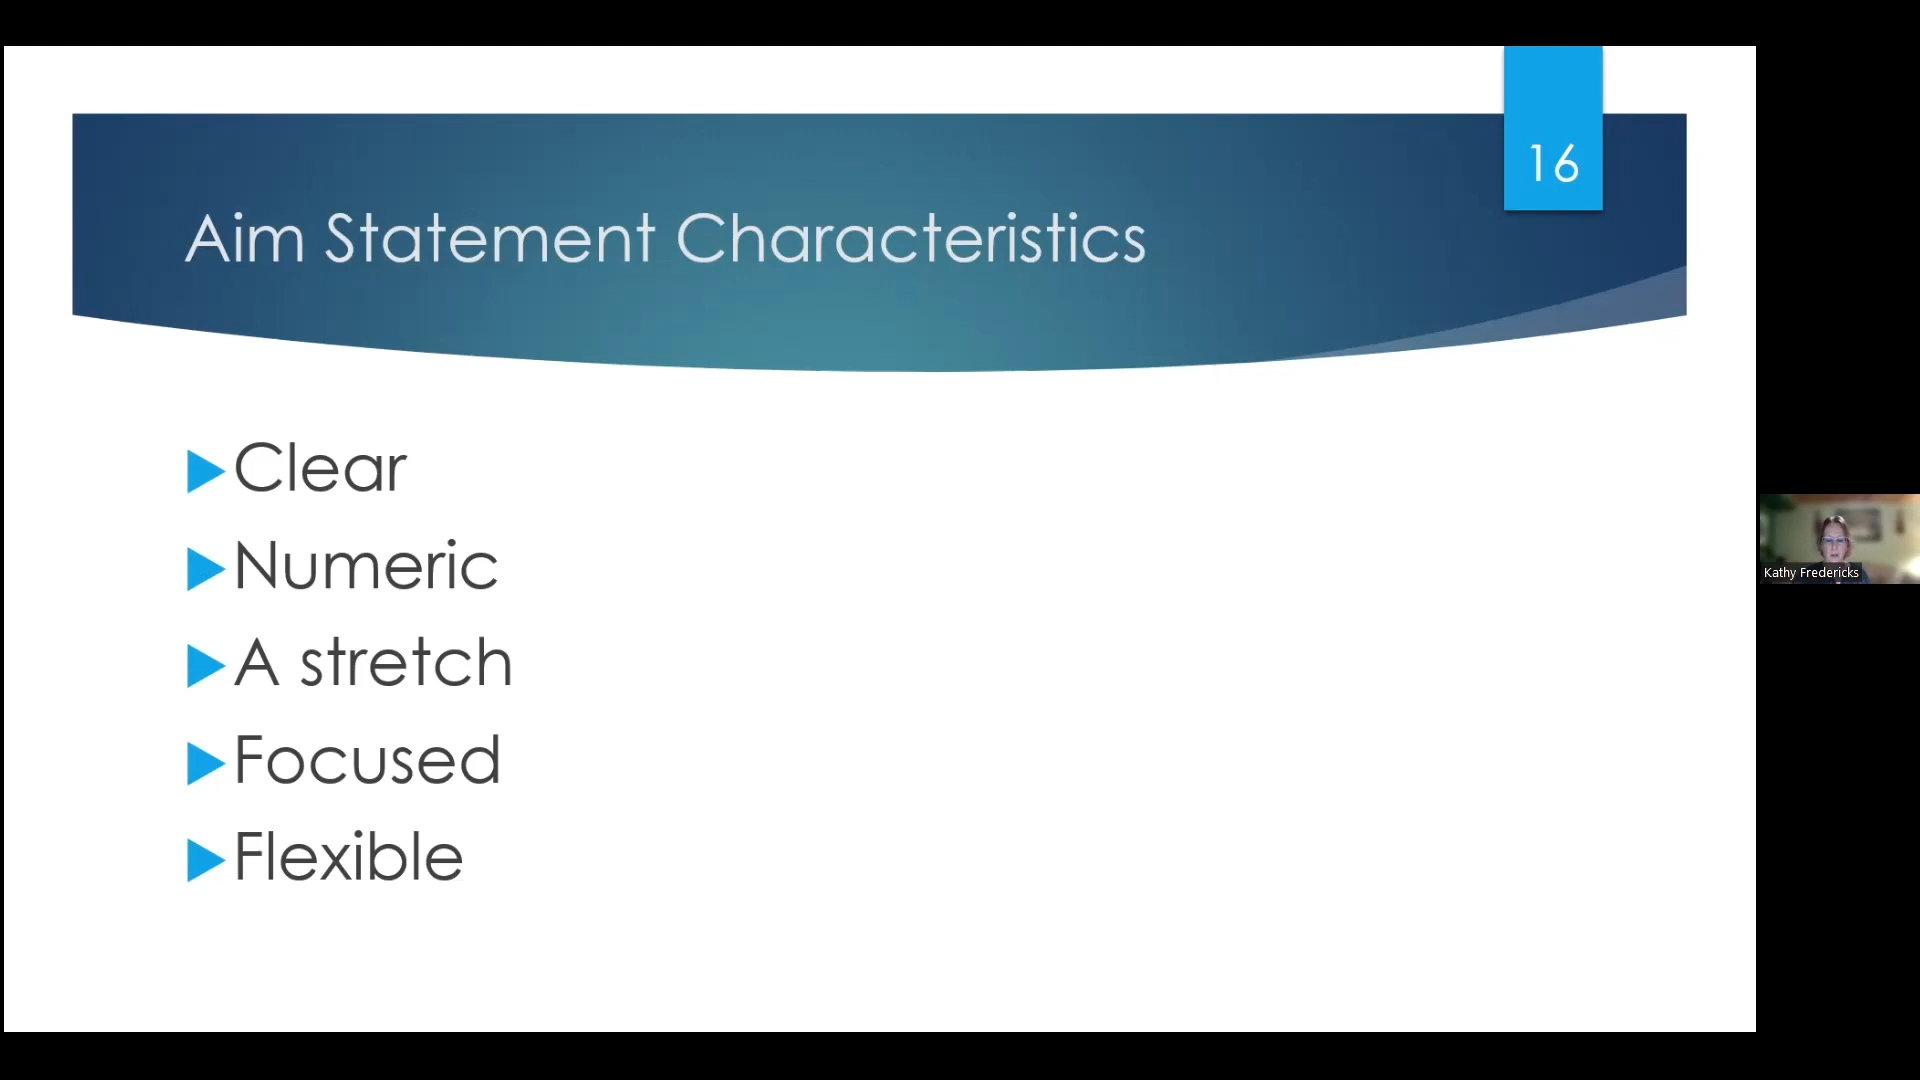 16
Aim Statement Characteristics
Clear
Numeric
A stretch
Focused
Flexible
Kathy Fredericks